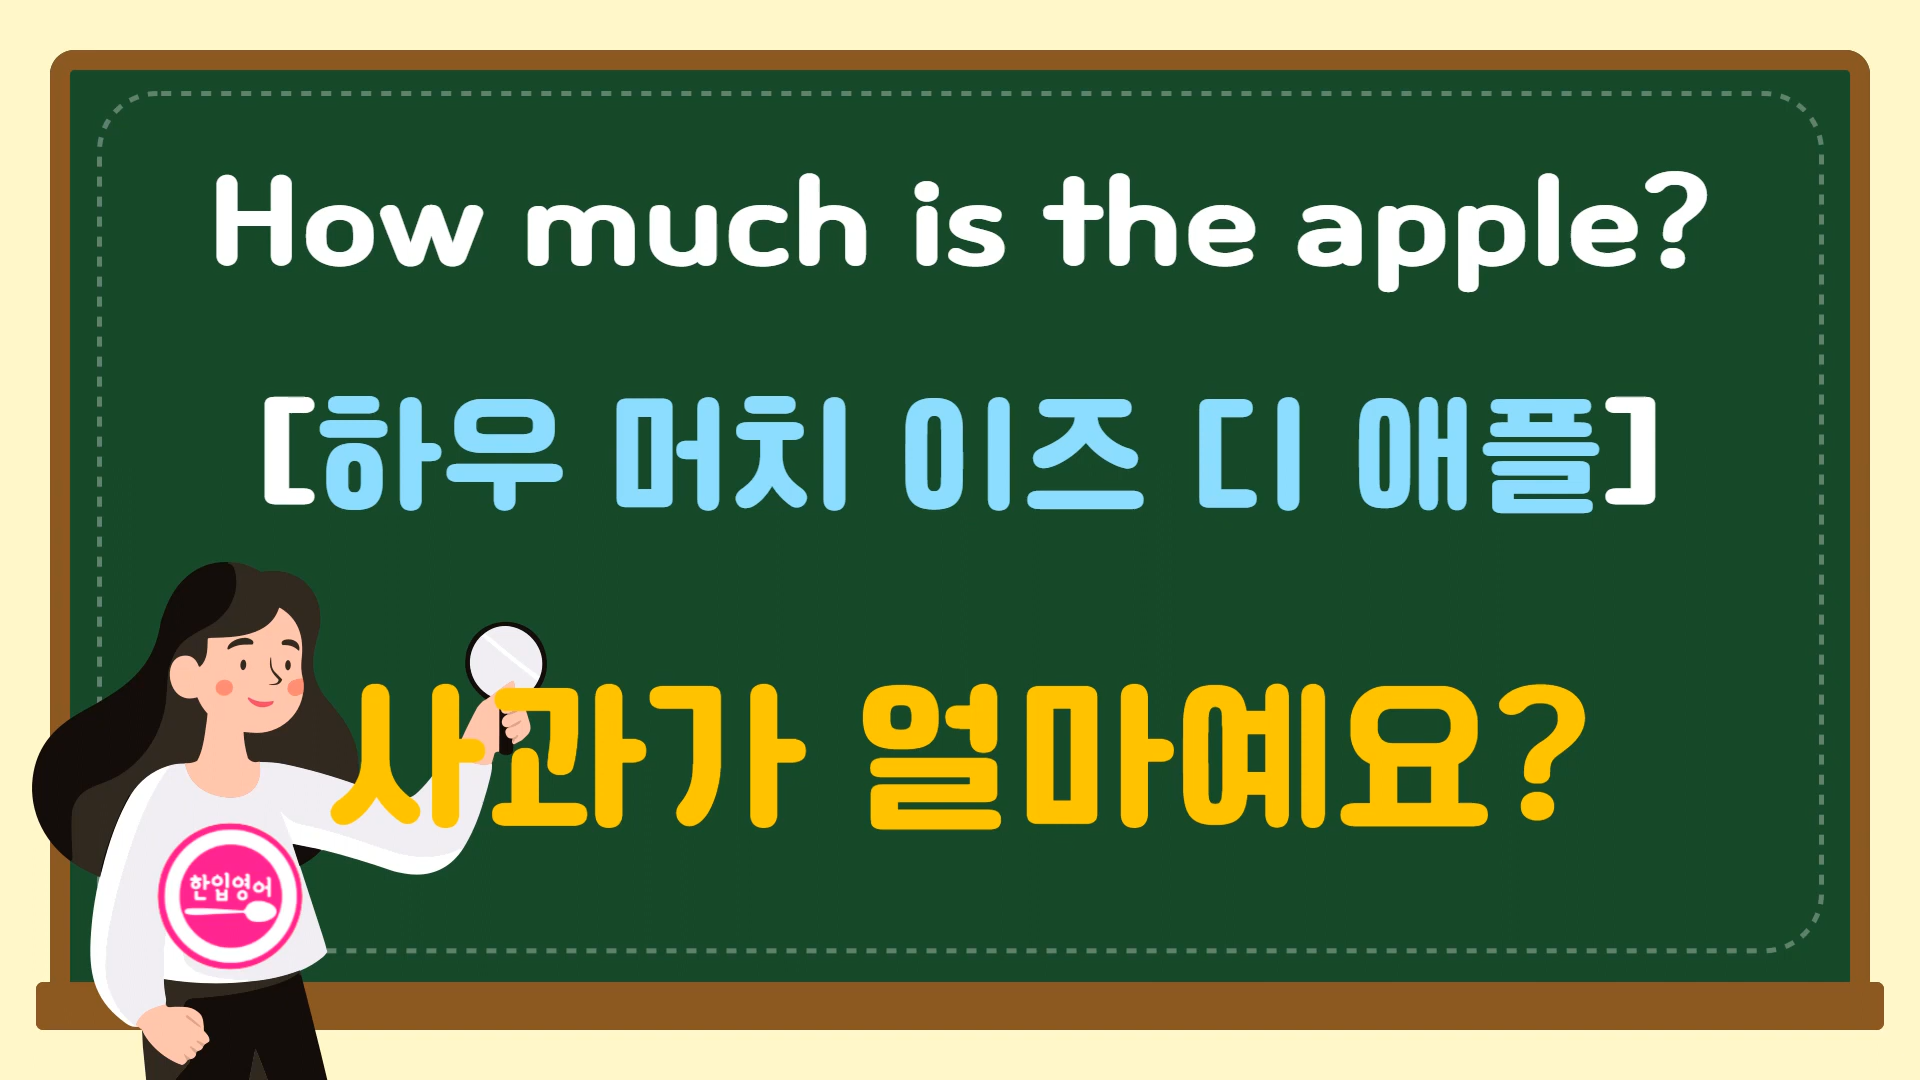 How much is the apple?
[하우 머치 이즈 디 애플]
사과가 얼마예요?
한입영어